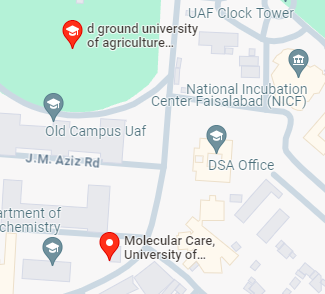 UAF Clock Tower
d ground university
of agriculture...
National Incubation
Center Faisalabad (NICF)
Old Campus Uaf
J.M. Aziz Rd
DSA Office
artment of
chemistry
Molecular Care,
University of...